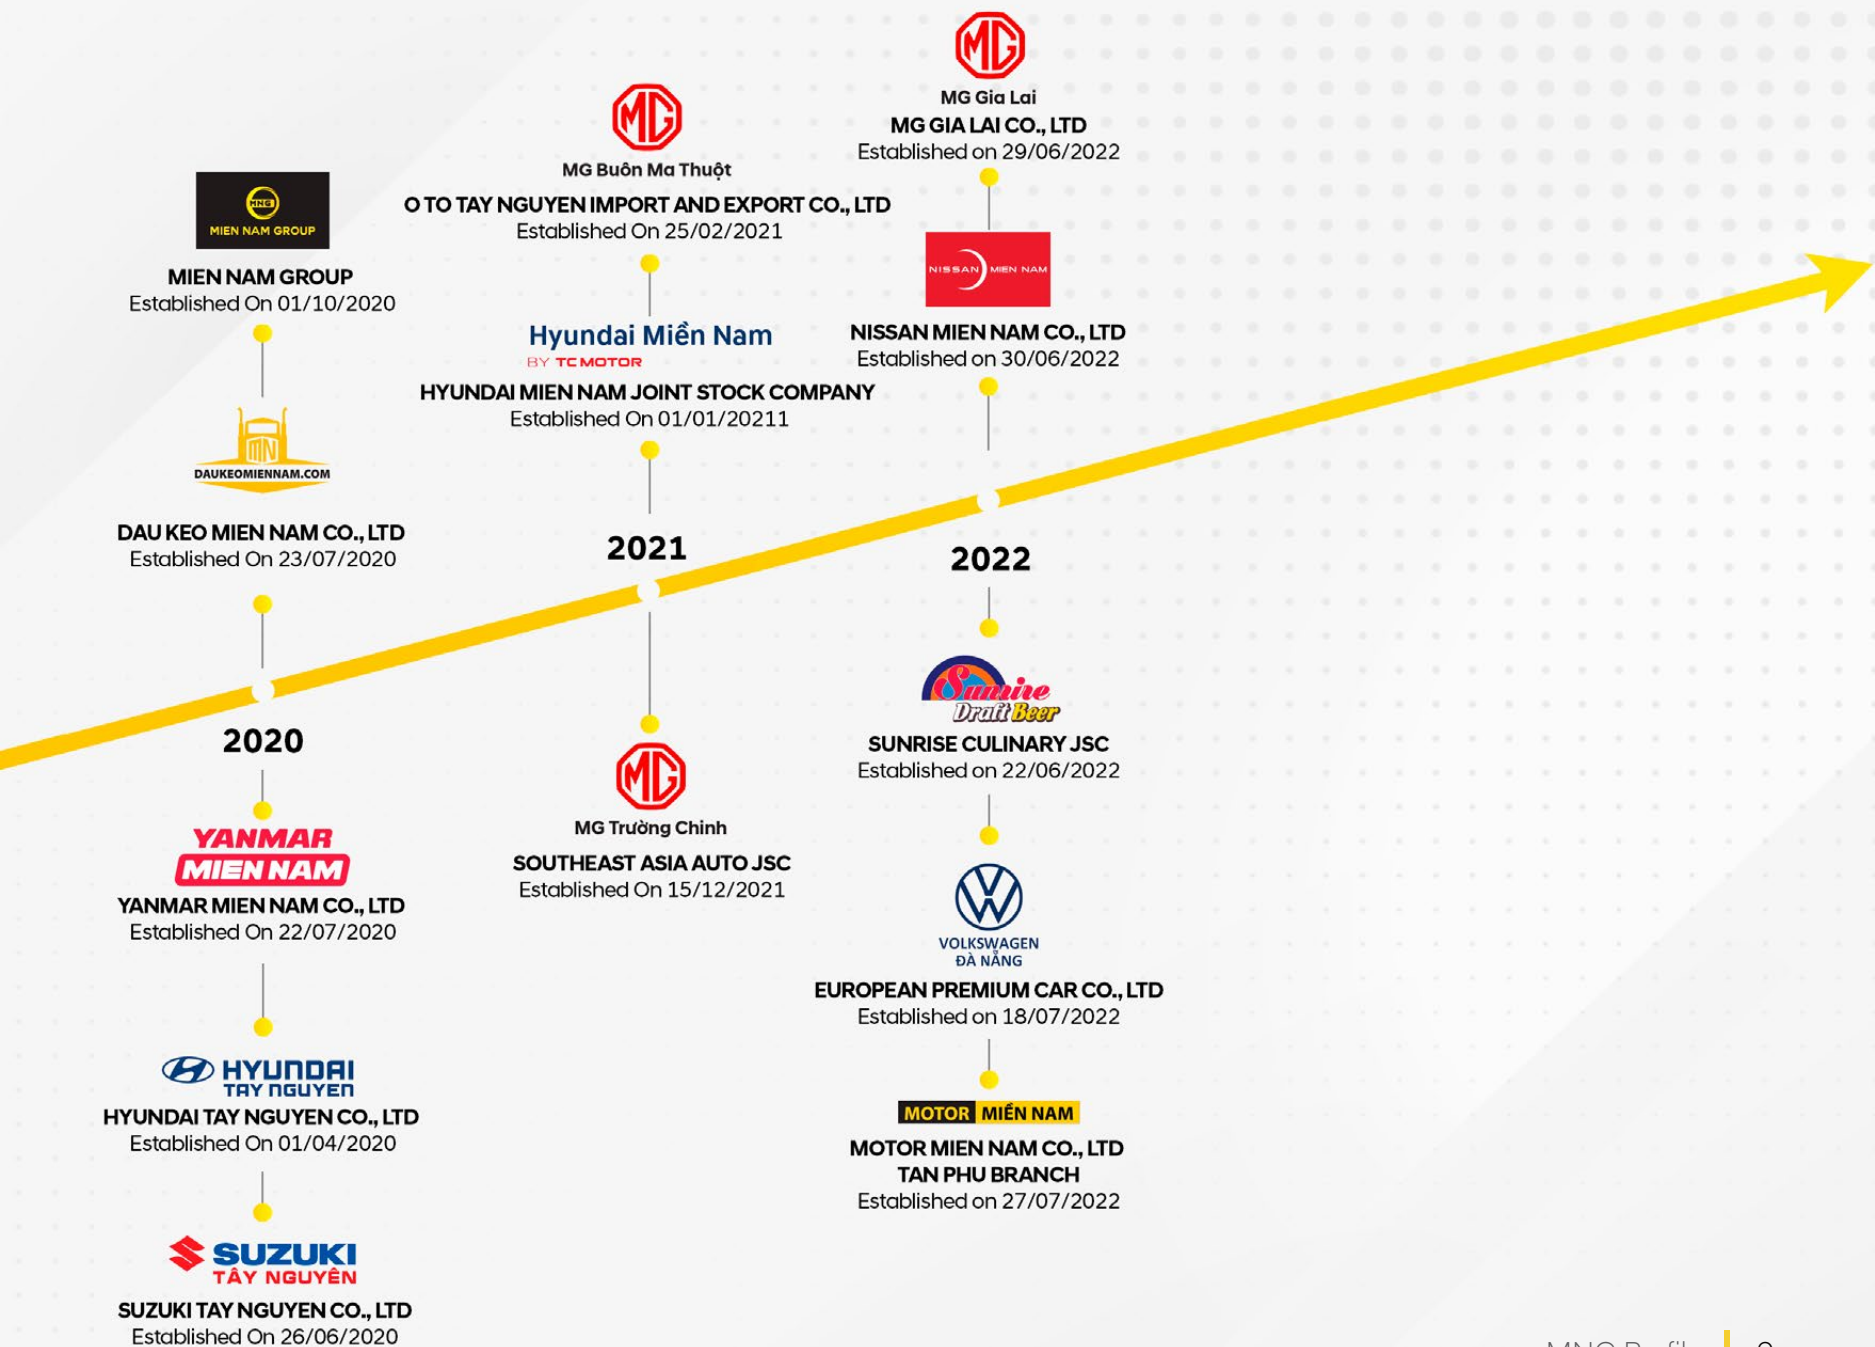 MNG
MIEN NAM GROUP
MIEN NAM GROUP
Established On 01/10/2020
MN
DAUKEOMIENNAM.COM
DAU KEO MIEN NAM CO., LTD
Established On 23/07/2020
2020
YANMAR
MIEN NAM
YANMAR MIEN NAM CO., LTD
Established On 22/07/2020
HYUNDAI
TAY NGUYEN
HYUNDAI TAY NGUYEN CO., LTD
Established On 01/04/2020
SUZUKI
TÂY NGUYÊN
SUZUKI TAY NGUYEN CO., LTD
Established On 26/06/2020
MG
MG Buôn Ma Thuột
O TO TAY NGUYEN IMPORT AND EXPORT CO., LTD
Established On 25/02/2021
Hyundai Miền Nam
BY TC MOTOR
HYUNDAI MIEN NAM JOINT STOCK COMPANY
Established On 01/01/20211
2021
MG
MG Trường Chinh
SOUTHEAST ASIA AUTO JSC
Established On 15/12/2021
MG
MG Gia Lai
MG GIA LAI CO., LTD
Established on 29/06/2022
NISSAN MIEN NAM
NISSAN MIEN NAM CO., LTD
Established on 30/06/2022
2022
Sunrise
Draft Beer
SUNRISE CULINARY JSC
Established on 22/06/2022
VOLKSWAGEN
ĐÀ NẴNG
EUROPEAN PREMIUM CAR CO., LTD
Established on 18/07/2022
MOTOR MIỀN NAM
MOTOR MIEN NAM CO., LTD
TAN PHU BRANCH
Established on 27/07/2022